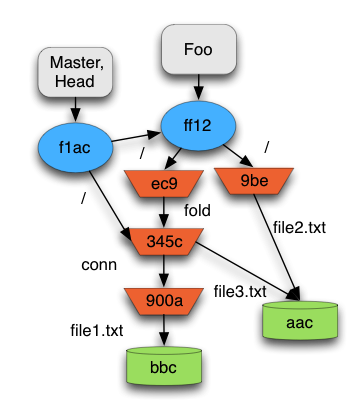 Master,
Head
Foo
f1ac
ff12
/
/
ec9
9be
/
fold
file2.txt
345c
conn
file3.txt
900a
aac
file1.txt
bbc